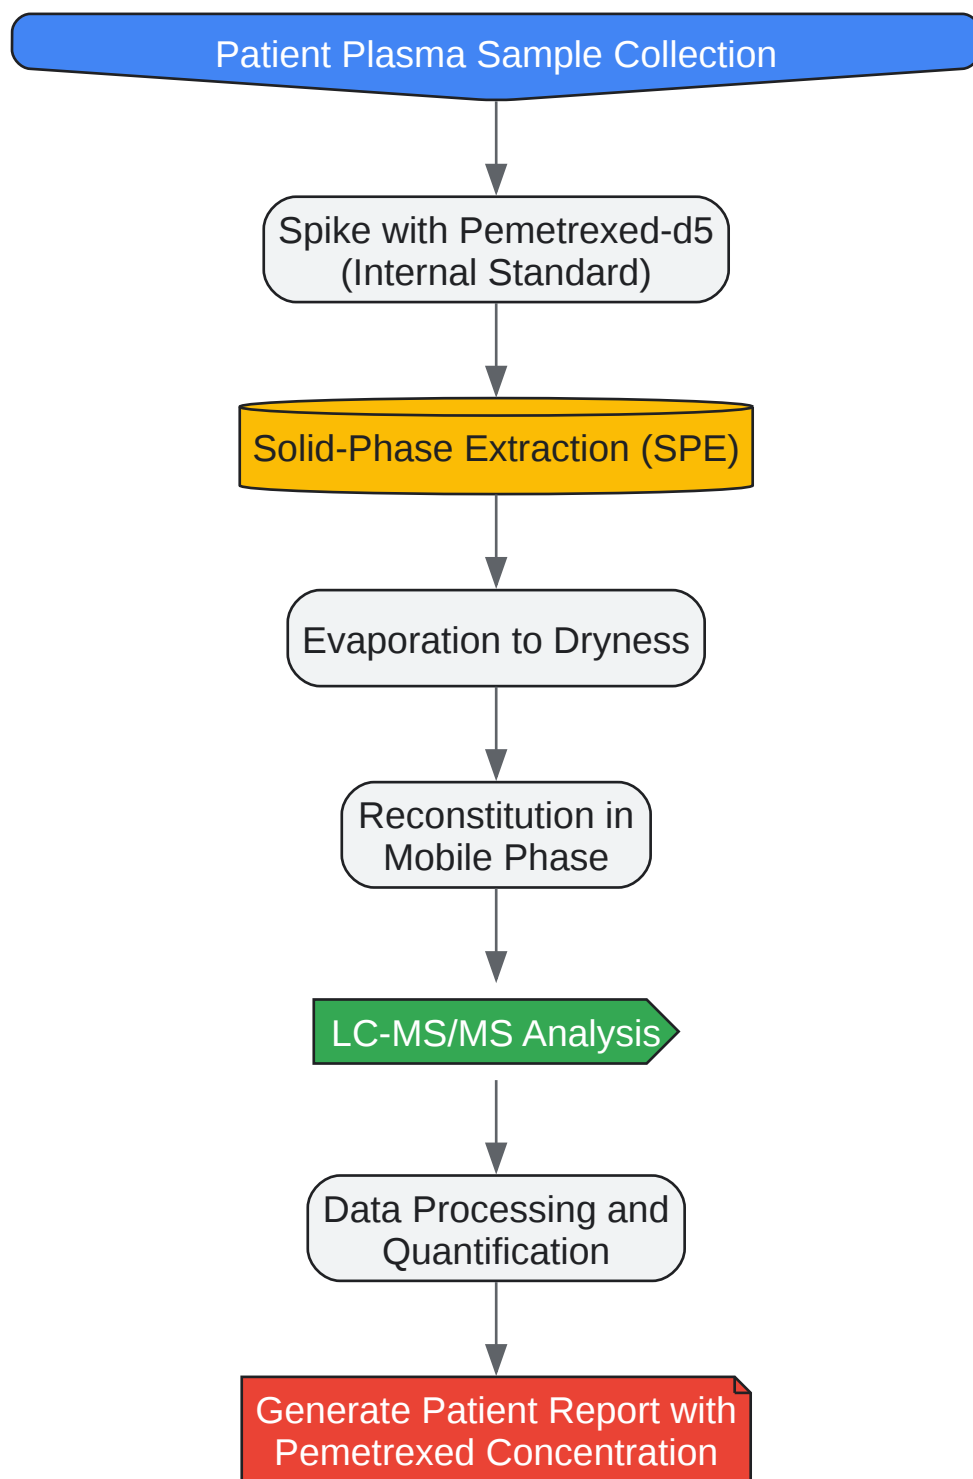 Patient Plasma Sample Collection
Spike with Pemetrexed-d5
(Internal Standard)
Solid-Phase Extraction (SPE)
Evaporation to Dryness
Reconstitution in
Mobile Phase
LC-MS/MS Analysis
Data Processing and
Quantification
Generate Patient Report with
Pemetrexed Concentration